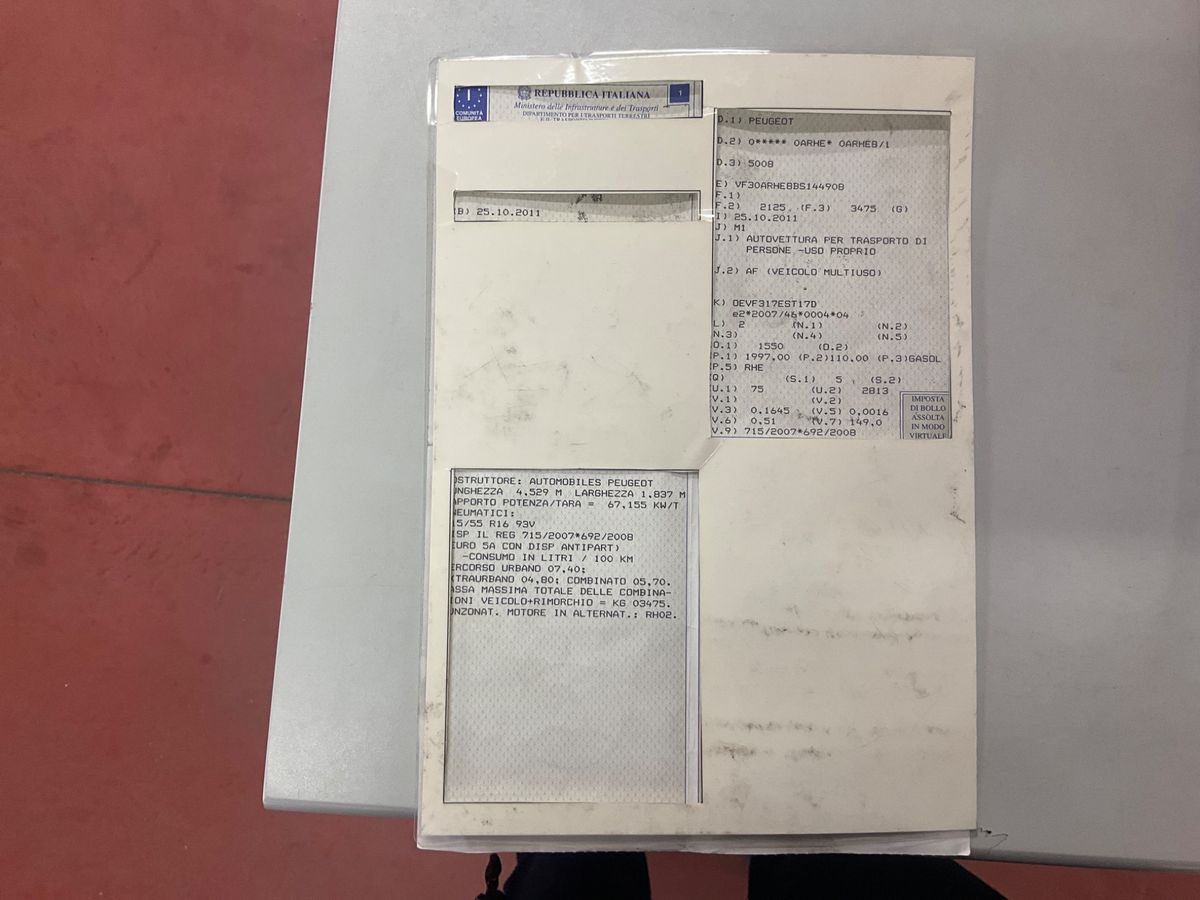 COMUNITÀ
EUROPEA
REPUBBLICA ITALIANA
1
Ministero delle Infrastrutture e dei Trasporti
DIPARTIMENTO PER I TRASPORTI TERRESTRI
(B) 25.10.2011
D.1) PEUGEOT
D.2) 0***** 0ARHE* 0ARHE8/1
D.3) 5008
E) VF30ARHE8BS144908
F.1)
F.2) 2125 (F.3) 3475 (G)
I) 25.10.2011
J) M1
J.1) AUTOVETTURA PER TRASPORTO DI
PERSONE -USO PROPRIO
J.2) AF (VEICOLO MULTIUSO)
K) OEVF317EST17D
e2*2007/46*0004*04
L) 2 (N.1) (N.2)
N.3) (N.4) (N.5)
O.1) 1550 (O.2)
(P.1) 1997,00 (P.2)110,00 (P.3)GASOL
P.5) RHE
(Q) (S.1) 5 (S.2)
(U.1) 75 (U.2) 2813
(V.1) (V.2)
(V.3) 0,1645 (V.5) 0,0016
(V.6) 0,51 (V.7) 149,0
V.9) 715/2007*692/2008
IMPOSTA
DI BOLLO
ASSOLTA
IN MODO
VIRTUALE
OSTRUTTORE: AUTOMOBILES PEUGEOT
UNGHEZZA 4,529 M LARGHEZZA 1,837 M
APPORTO POTENZA/TARA = 67,155 KW/T
NEUMATICI:
15/55 R16 93V
ISP IL REG 715/2007*692/2008
EURO 5A CON DISP ANTIPART)
-CONSUMO IN LITRI / 100 KM
ERCORSO URBANO 07,40;
XTRAURBANO 04,80; COMBINATO 05,70.
ASSA MASSIMA TOTALE DELLE COMBINA-
IONI VEICOLO+RIMORCHIO = KG 03475.
UNZONAT. MOTORE IN ALTERNAT.: RH02.